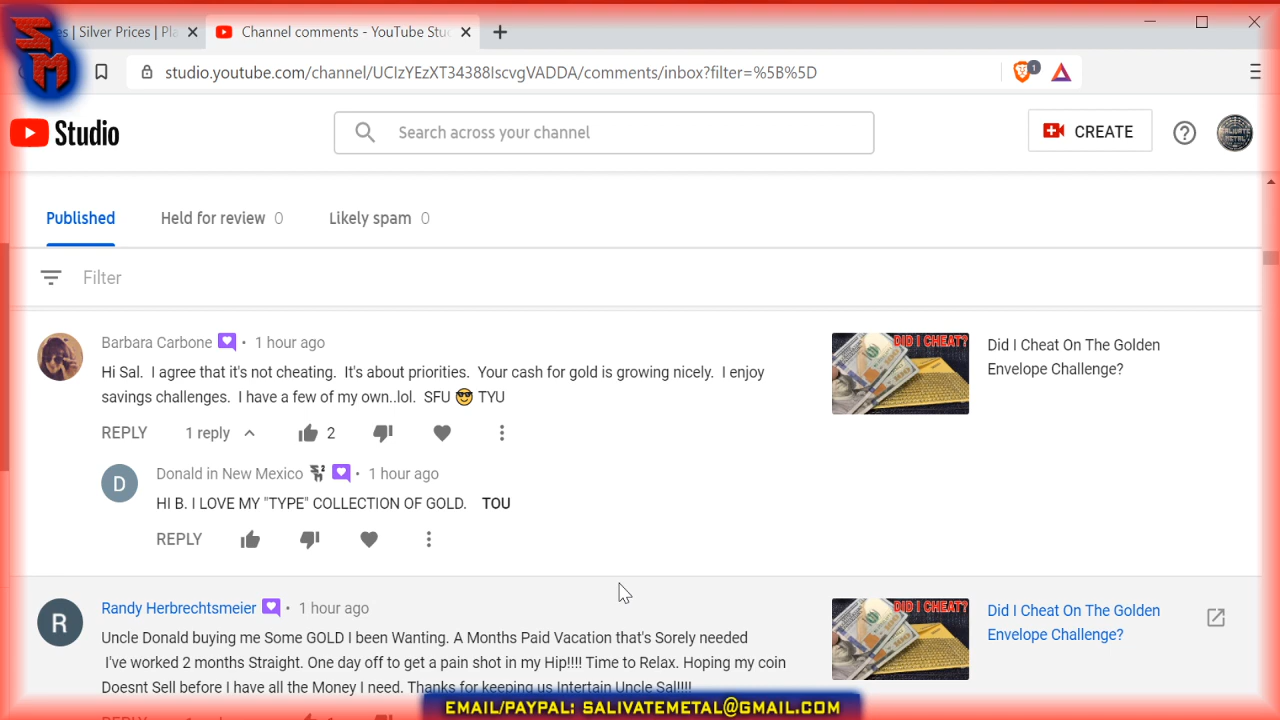 es | Silver Prices | Pla
Channel comments - YouTube Stu
studio.youtube.com/channel/UCIzYEzXT34388IscvgVADDA/comments/inbox?filter=%5B%5D
1
SM
Studio
Search across your channel
CREATE
SALIVATE
METAL
Published
Held for review 0
Likely spam 0
Filter
Barbara Carbone • 1 hour ago
Hi Sal. I agree that it's not cheating. It's about priorities. Your cash for gold is growing nicely. I enjoy
savings challenges. I have a few of my own..lol. SFU 😎 TYU
REPLY 1 reply 2
DID I CHEAT?
Did I Cheat On The Golden
Envelope Challenge?
D
Donald in New Mexico • 1 hour ago
HI B. I LOVE MY "TYPE" COLLECTION OF GOLD. TOU
REPLY
R
Randy Herbrechtsmeier • 1 hour ago
Uncle Donald buying me Some GOLD I been Wanting. A Months Paid Vacation that's Sorely needed
I've worked 2 months Straight. One day off to get a pain shot in my Hip!!!! Time to Relax. Hoping my coin
Doesnt Sell before I have all the Money I need. Thanks for keeping us Intertain Uncle Sal!!!!
DID I CHEAT?
Did I Cheat On The Golden
Envelope Challenge?
EMAIL/PAYPAL: SALIVATEMETAL@GMAIL.COM